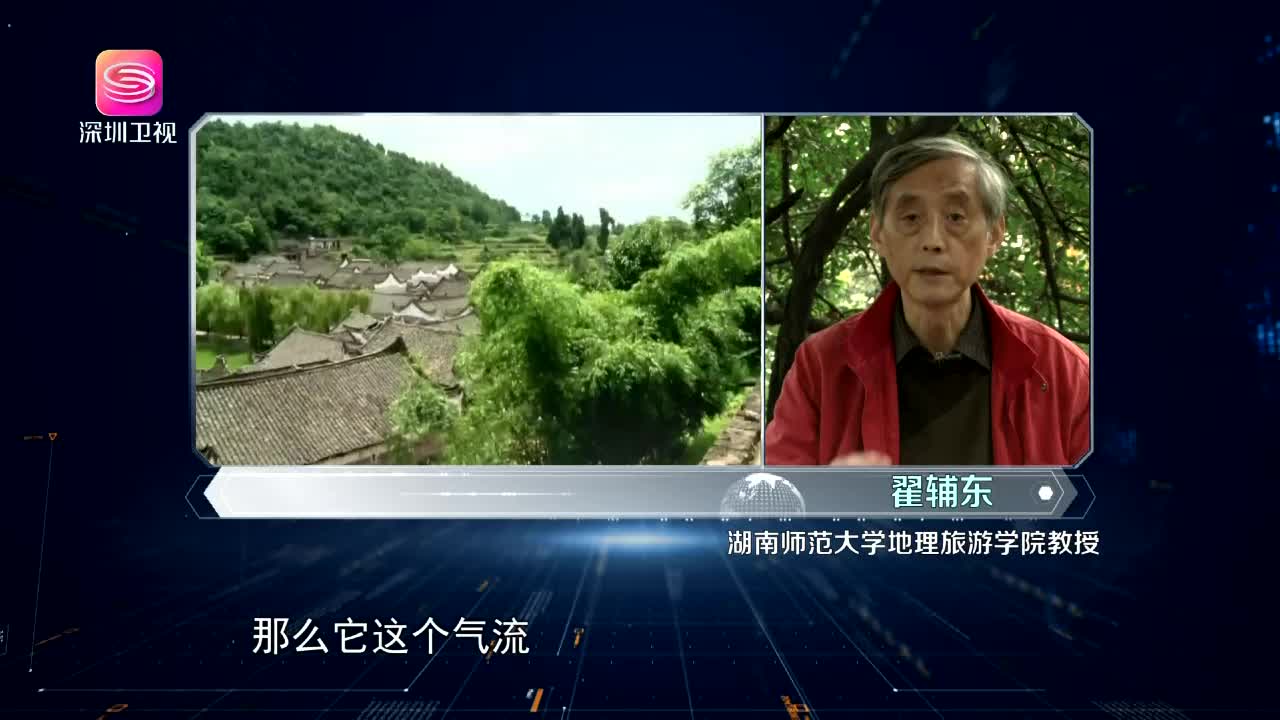 深圳卫视
翟辅东
湖南师范大学地理旅游学院教授
那么它这个气流